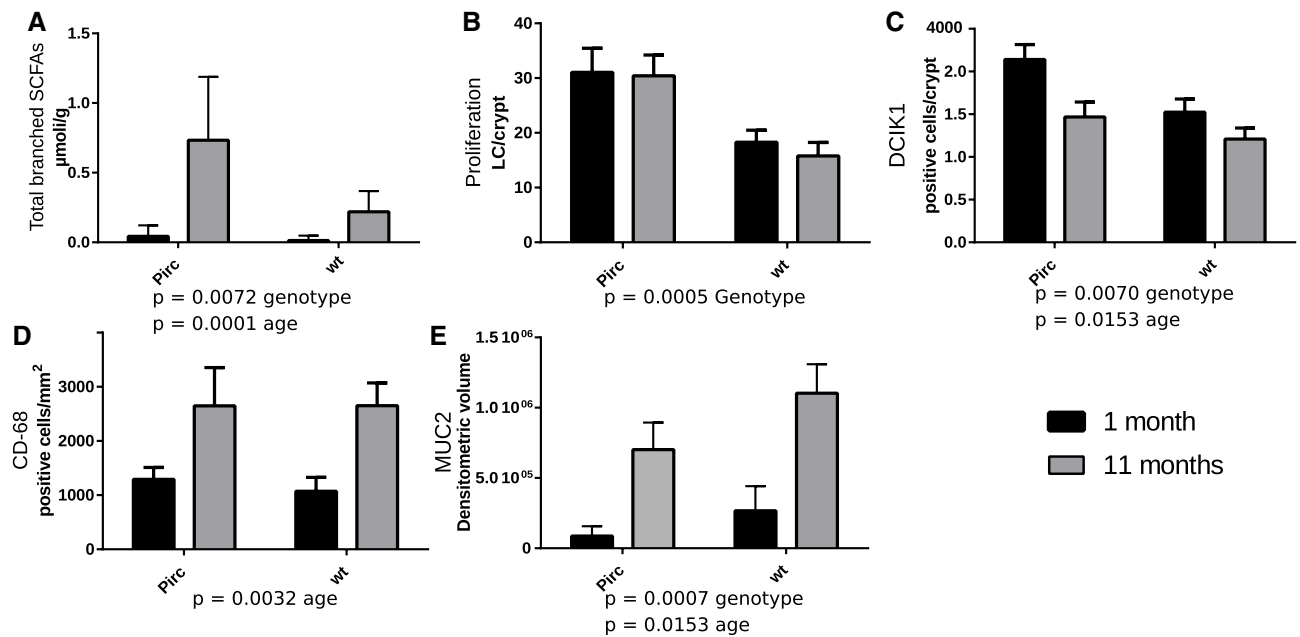 A
Total branched SCFAs
µmoli/g
1.5
1.0
0.5
0.0
Pirc
wt
p = 0.0072 genotype
p = 0.0001 age
B
Proliferation
LC/crypt
40
30
20
10
0
Pirc
wt
p = 0.0005 Genotype
C
DCIK1
positive cells/crypt
4000
2.0
1.5
1.0
0.5
0.0
Pirc
wt
p = 0.0070 genotype
p = 0.0153 age
D
CD-68
positive cells/mm²
3000
2000
1000
0
Pirc
wt
p = 0.0032 age
E
MUC2
Densitometric volume
1.5 10⁰⁶
1.0 10⁰⁶
5.0 10⁰⁵
0
Pirc
wt
p = 0.0007 genotype
p = 0.0153 age
1 month
11 months